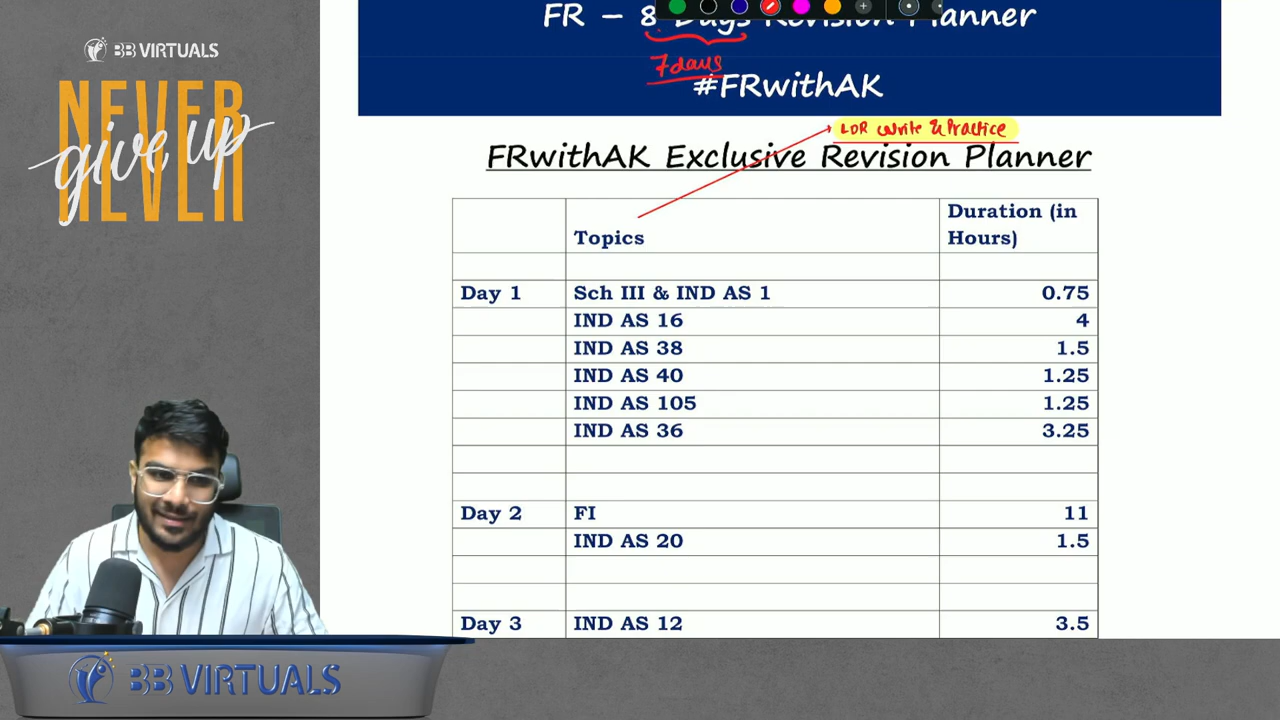 BB VIRTUALS
NEVER
give up
NEVER
FR – 8 Days Revision Planner
7 days
#FRwithAK
LDR write & Practice
FRwithAK Exclusive Revision Planner
Topics Duration (in Hours)
Day 1 Sch III & IND AS 1 0.75
IND AS 16 4
IND AS 38 1.5
IND AS 40 1.25
IND AS 105 1.25
IND AS 36 3.25
Day 2 FI 11
IND AS 20 1.5
Day 3 IND AS 12 3.5
BB VIRTUALS